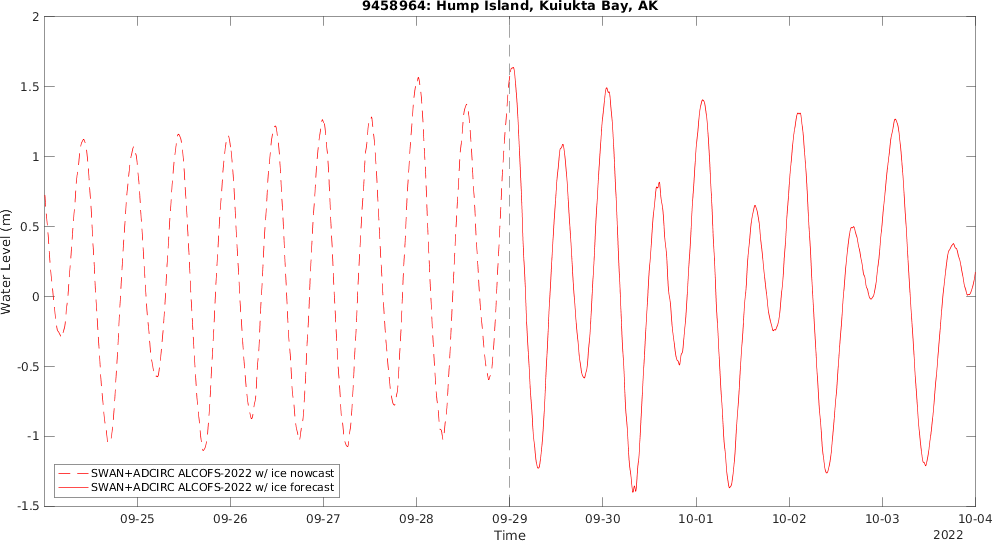 9458964: Hump Island, Kuiukta Bay, AK
2
1.5
1
0.5
0
-0.5
-1
-1.5
Water Level (m)
SWAN+ADCIRC ALCOFS-2022 w/ ice nowcast
SWAN+ADCIRC ALCOFS-2022 w/ ice forecast
09-25 09-26 09-27 09-28 09-29 09-30 10-01 10-02 10-03 10-04
Time
2022